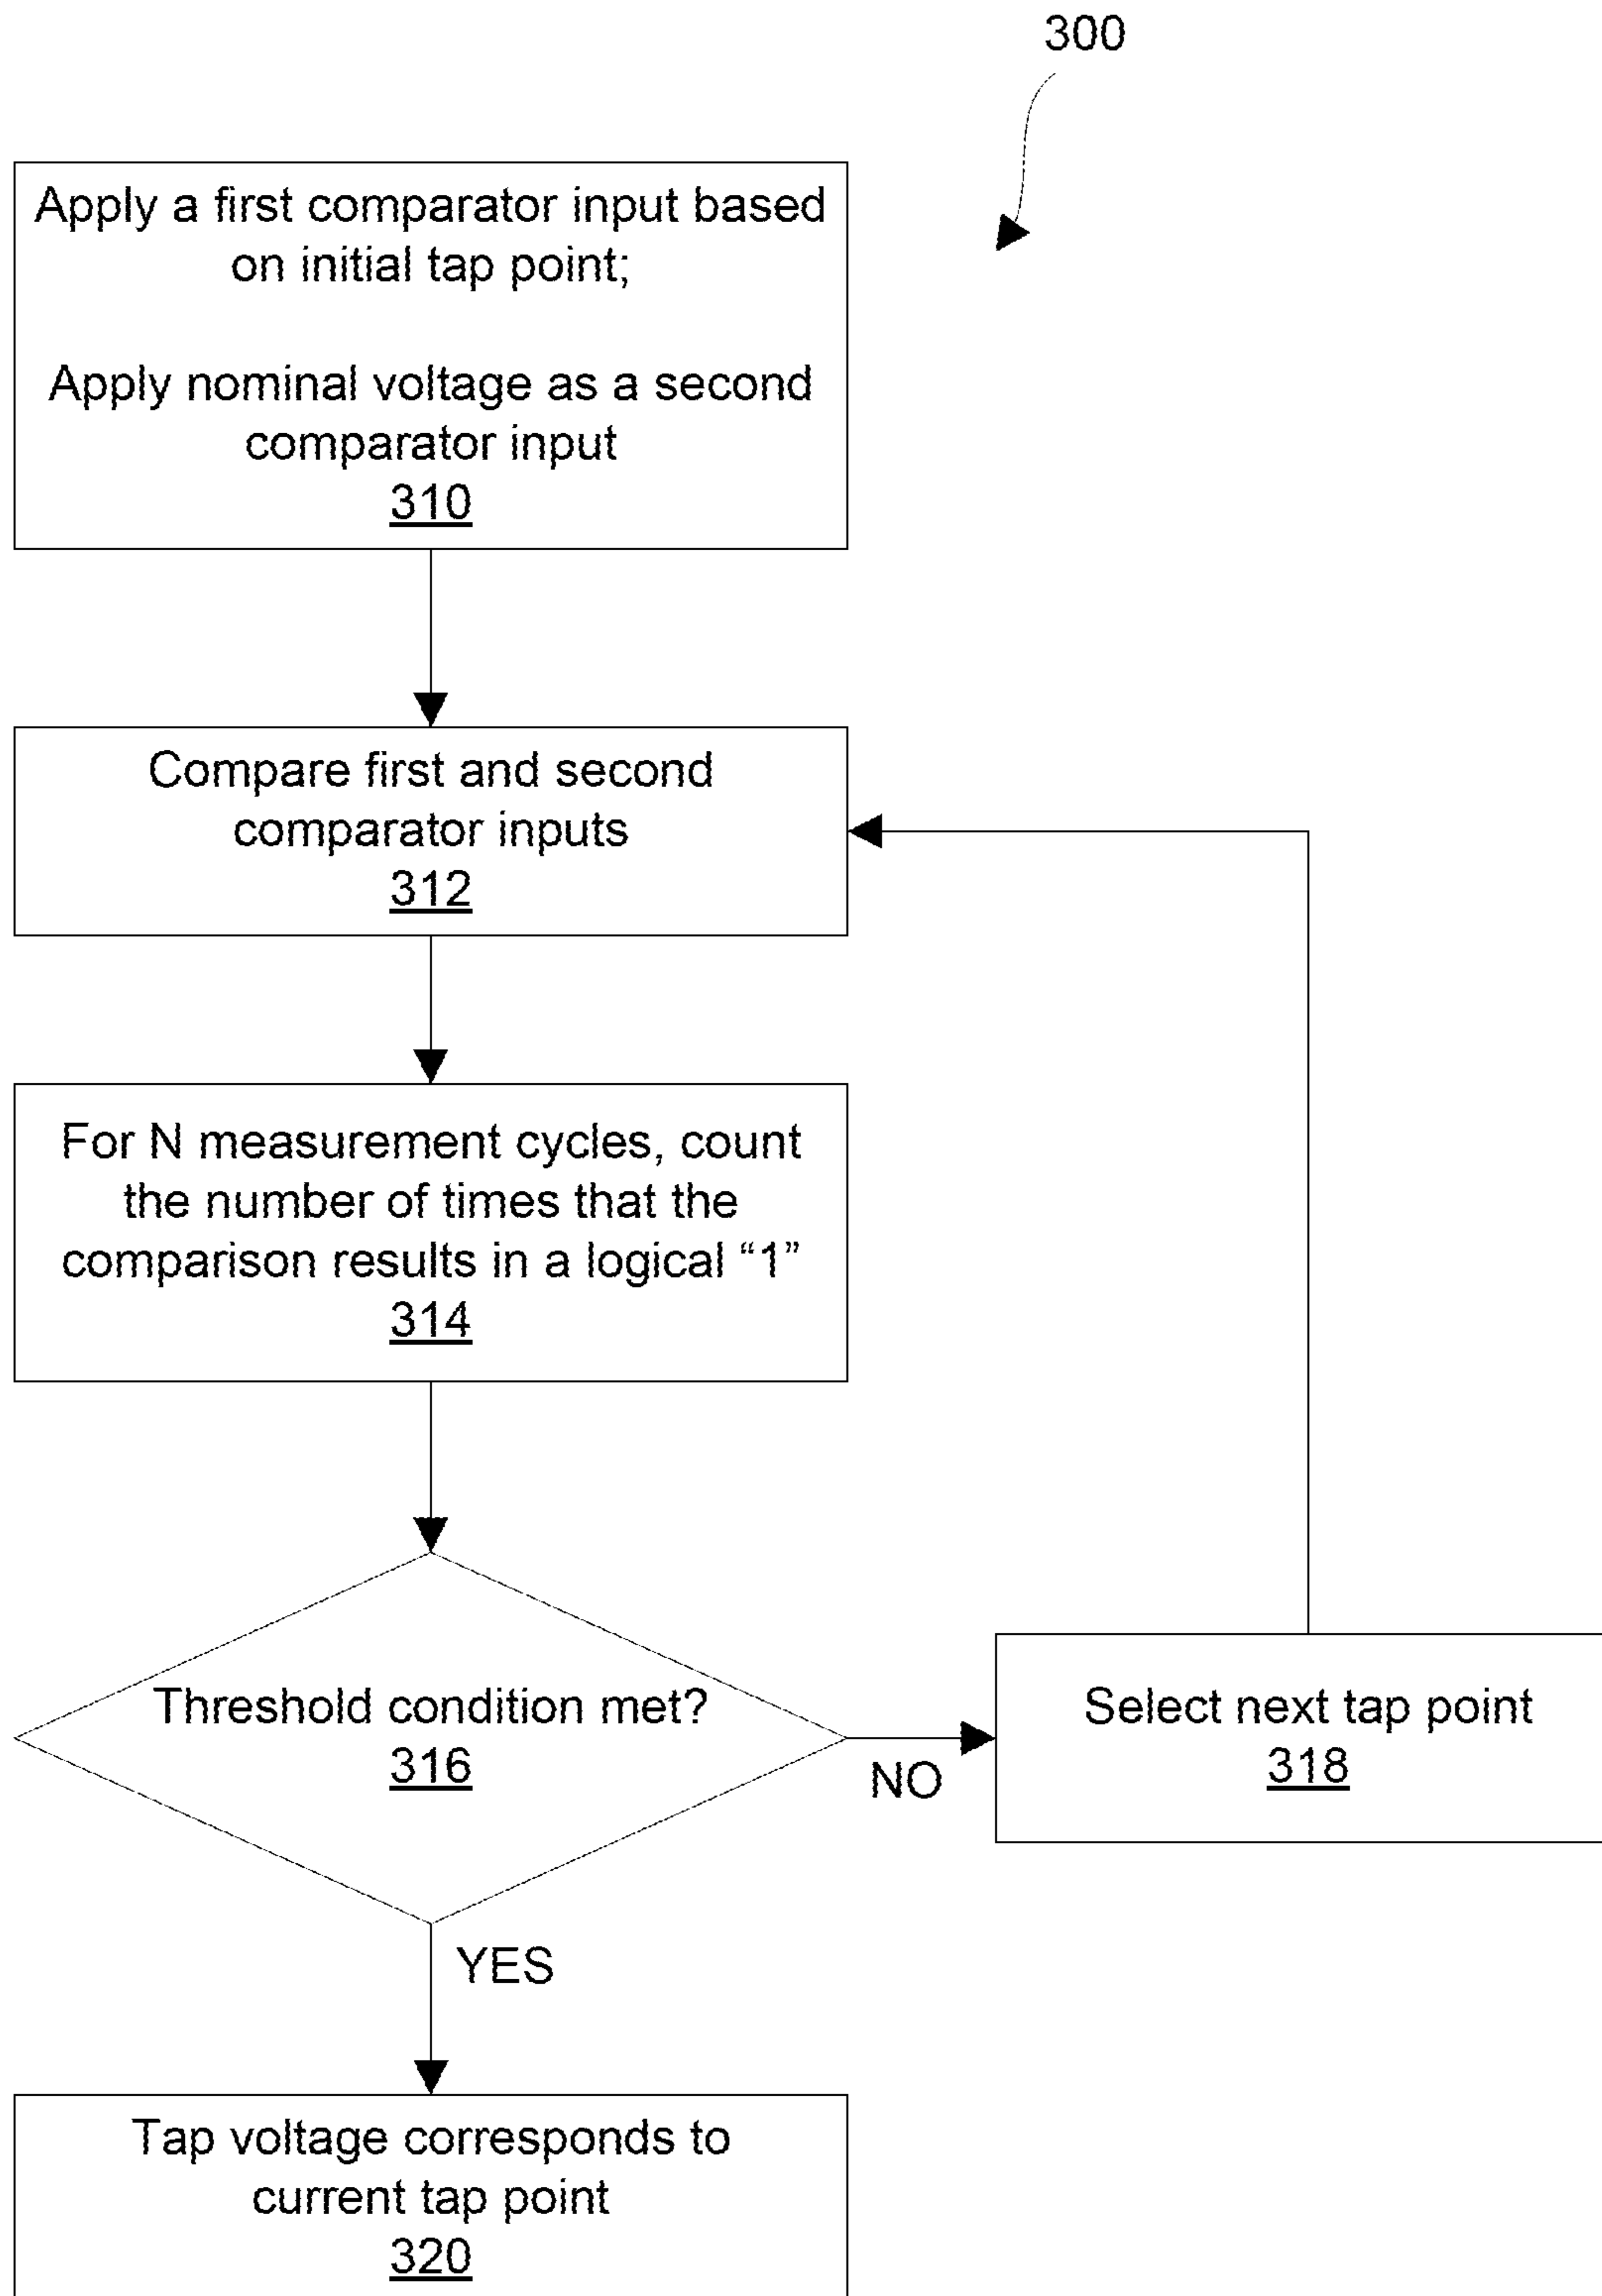 300
Apply a first comparator input based
on initial tap point;
Apply nominal voltage as a second
comparator input
310
Compare first and second
comparator inputs
312
For N measurement cycles, count
the number of times that the
comparison results in a logical “1”
314
Threshold condition met?
316
NO
Select next tap point
318
YES
Tap voltage corresponds to
current tap point
320